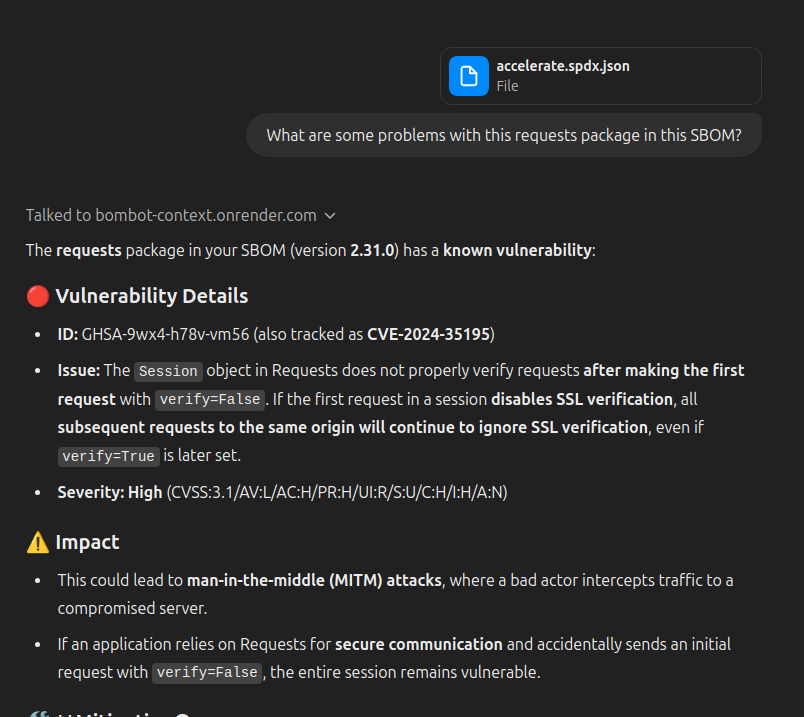 accelerate.spdx.json
File
What are some problems with this requests package in this SBOM?
Talked to bombot-context.onrender.com
The requests package in your SBOM (version 2.31.0) has a known vulnerability:
Vulnerability Details
ID: GHSA-9wx4-h78v-vm56 (also tracked as CVE-2024-35195)
Issue: The Session object in Requests does not properly verify requests after making the first
request with verify=False. If the first request in a session disables SSL verification, all
subsequent requests to the same origin will continue to ignore SSL verification, even if
verify=True is later set.
Severity: High (CVSS:3.1/AV:L/AC:H/PR:H/UI:R/S:U/C:H/I:H/A:N)
Impact
This could lead to man-in-the-middle (MITM) attacks, where a bad actor intercepts traffic to a
compromised server.
If an application relies on Requests for secure communication and accidentally sends an initial
request with verify=False, the entire session remains vulnerable.